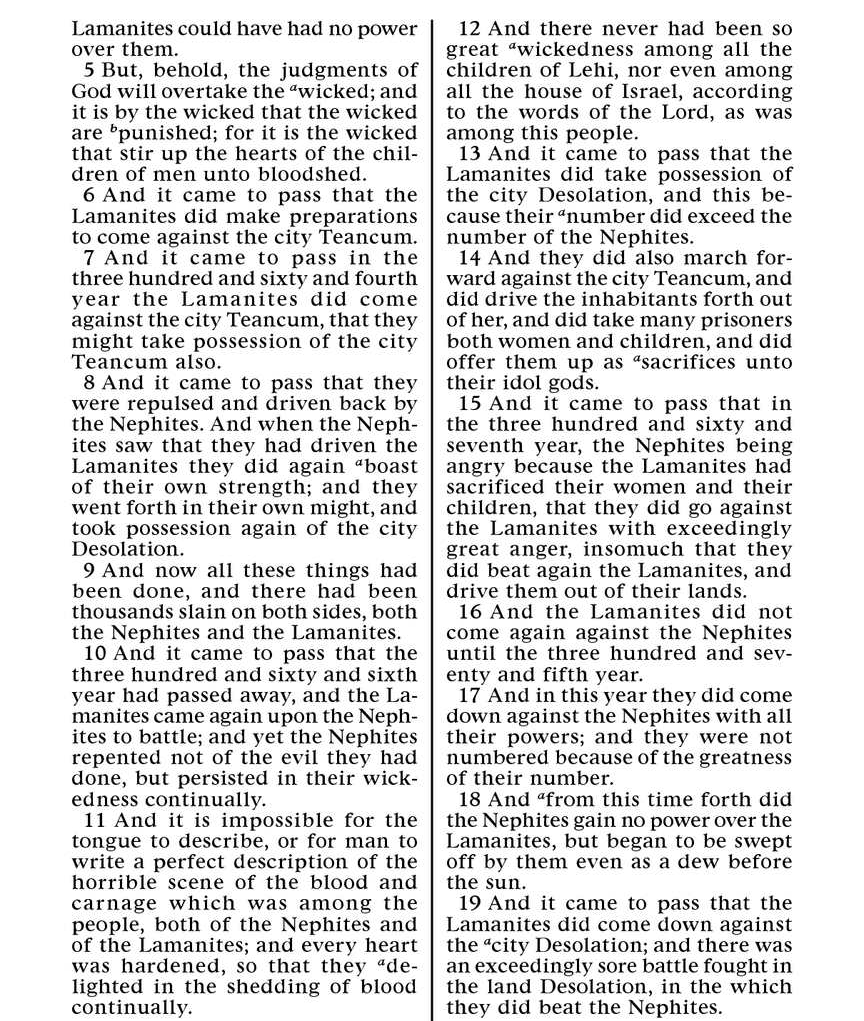 Lamanites could have had no power
over them.
5 But, behold, the judgments of
God will overtake the ᵃwicked; and
it is by the wicked that the wicked
are ᵇpunished; for it is the wicked
that stir up the hearts of the chil-
dren of men unto bloodshed.
6 And it came to pass that the
Lamanites did make preparations
to come against the city Teancum.
7 And it came to pass in the
three hundred and sixty and fourth
year the Lamanites did come
against the city Teancum, that they
might take possession of the city
Teancum also.
8 And it came to pass that they
were repulsed and driven back by
the Nephites. And when the Neph-
ites saw that they had driven the
Lamanites they did again ᵃboast
of their own strength; and they
went forth in their own might, and
took possession again of the city
Desolation.
9 And now all these things had
been done, and there had been
thousands slain on both sides, both
the Nephites and the Lamanites.
10 And it came to pass that the
three hundred and sixty and sixth
year had passed away, and the La-
manites came again upon the Neph-
ites to battle; and yet the Nephites
repented not of the evil they had
done, but persisted in their wick-
edness continually.
11 And it is impossible for the
tongue to describe, or for man to
write a perfect description of the
horrible scene of the blood and
carnage which was among the
people, both of the Nephites and
of the Lamanites; and every heart
was hardened, so that they ᵃde-
lighted in the shedding of blood
continually.
12 And there never had been so
great ᵃwickedness among all the
children of Lehi, nor even among
all the house of Israel, according
to the words of the Lord, as was
among this people.
13 And it came to pass that the
Lamanites did take possession of
the city Desolation, and this be-
cause their ᵃnumber did exceed the
number of the Nephites.
14 And they did also march for-
ward against the city Teancum, and
did drive the inhabitants forth out
of her, and did take many prisoners
both women and children, and did
offer them up as ᵃsacrifices unto
their idol gods.
15 And it came to pass that in
the three hundred and sixty and
seventh year, the Nephites being
angry because the Lamanites had
sacrificed their women and their
children, that they did go against
the Lamanites with exceedingly
great anger, insomuch that they
did beat again the Lamanites, and
drive them out of their lands.
16 And the Lamanites did not
come again against the Nephites
until the three hundred and sev-
enty and fifth year.
17 And in this year they did come
down against the Nephites with all
their powers; and they were not
numbered because of the greatness
of their number.
18 And ᵃfrom this time forth did
the Nephites gain no power over the
Lamanites, but began to be swept
off by them even as a dew before
the sun.
19 And it came to pass that the
Lamanites did come down against
the ᵃcity Desolation; and there was
an exceedingly sore battle fought in
the land Desolation, in the which
they did beat the Nephites.